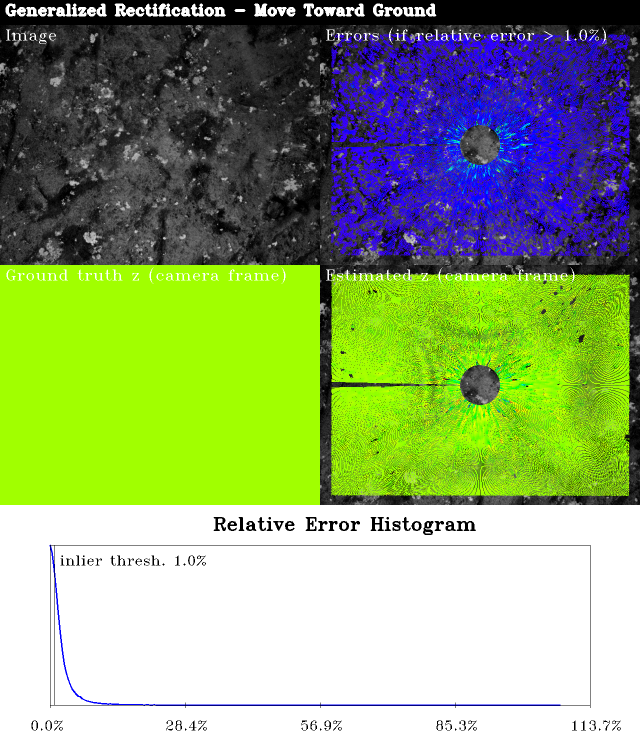 Generalized Rectification - Move Toward Ground
Image
Errors (if relative error > 1.0%)
Ground truth z (camera frame)
Estimated z (camera frame)
Relative Error Histogram
inlier thresh. 1.0%
0.0%
28.4%
56.9%
85.3%
113.7%